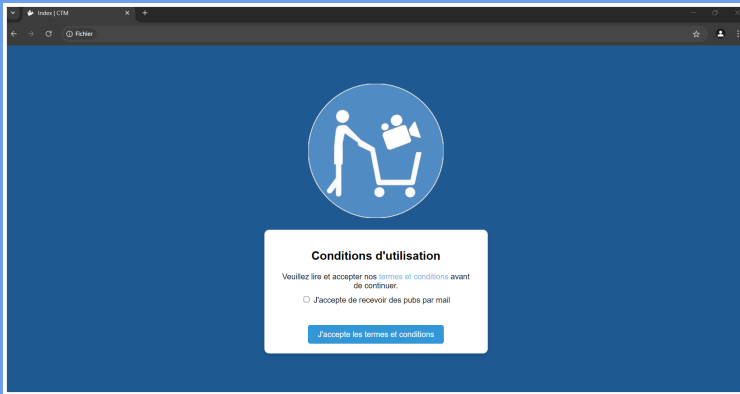 Index | CTM
Fichier
Conditions d'utilisation
Veuillez lire et accepter nos termes et conditions avant
de continuer.
J'accepte de recevoir des pubs par mail
J'accepte les termes et conditions